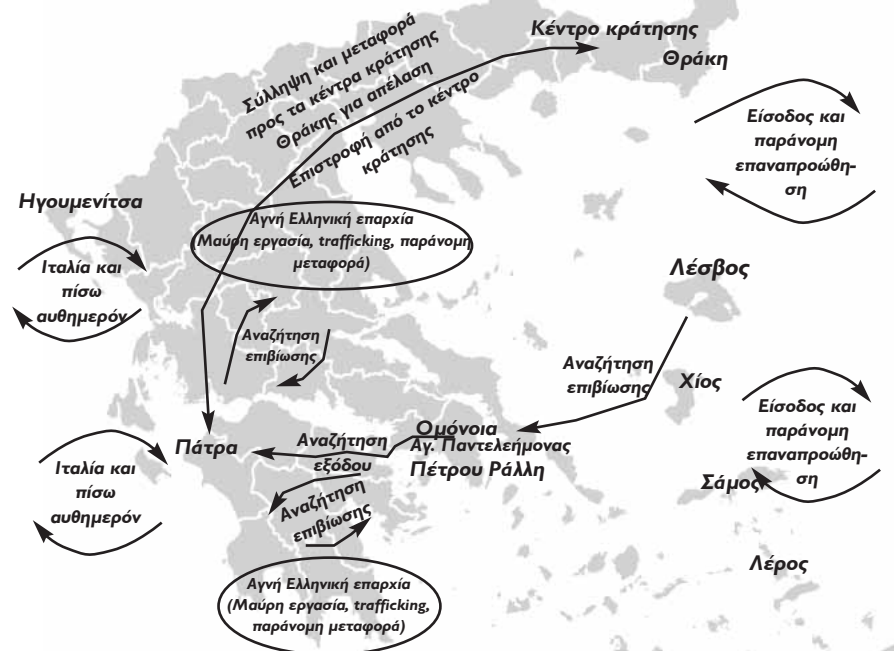 Κέντρο κράτησης
Θράκη
Σύλληψη και μεταφορά
προς τα κέντρα κράτησης
Θράκης για απέλαση
Επιστροφή από το κέντρο
κράτησης
Είσοδος και
παράνομη
επαναπροώθη-
ση
Ηγουμενίτσα
Αγνή Ελληνική επαρχία
(Μαύρη εργασία, trafficking, παράνομη
μεταφορά)
Ιταλία και
πίσω
αυθημερόν
Λέσβος
Αναζήτηση
επιβίωσης
Αναζήτηση
επιβίωσης
Χίος
Είσοδος και
παράνομη
επαναπροώθη-
ση
Ομόνοια
Αγ. Παντελεήμονας
Πέτρου Ράλλη
Πάτρα
Αναζήτηση
εξόδου
Ιταλία και
πίσω
αυθημερόν
Αναζήτηση
επιβίωσης
Σάμος
Λέρος
Αγνή Ελληνική επαρχία
(Μαύρη εργασία, trafficking,
παράνομη μεταφορά)